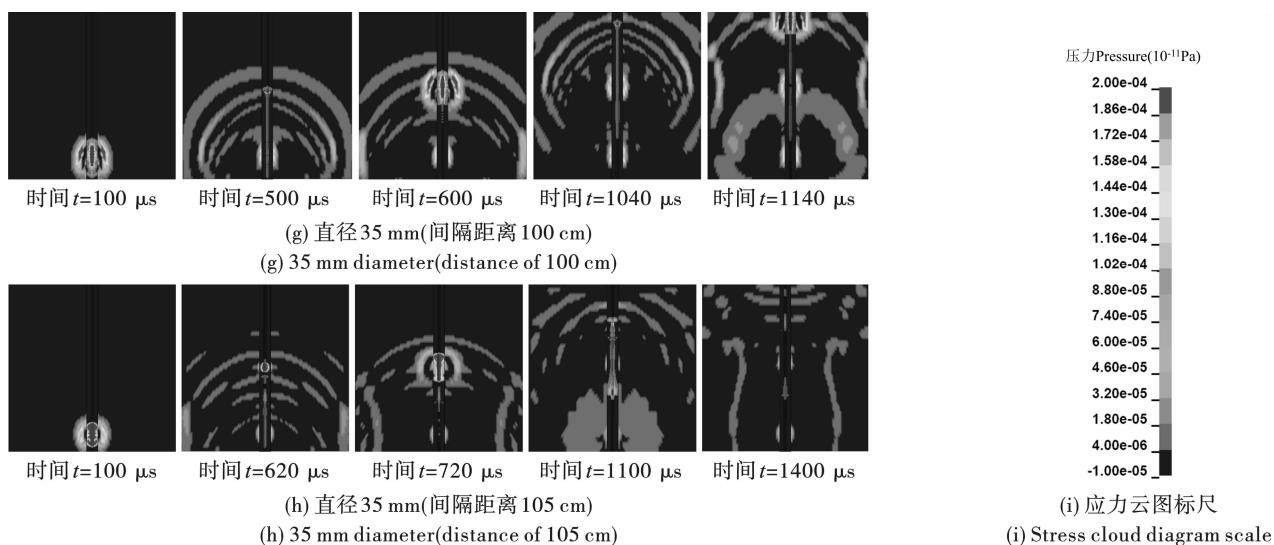 时间t=100 μs 时间t=500 μs 时间t=600 μs 时间t=1040 μs 时间t=1140 μs
(g) 直径35 mm(间隔距离100 cm)
(g) 35 mm diameter(distance of 100 cm)
时间t=100 μs 时间t=620 μs 时间t=720 μs 时间t=1100 μs 时间t=1400 μs
(h) 直径35 mm(间隔距离105 cm)
(h) 35 mm diameter(distance of 105 cm)
压力Pressure(10⁻¹¹Pa)
2.00e-04
1.86e-04
1.72e-04
1.58e-04
1.44e-04
1.30e-04
1.16e-04
1.02e-04
8.80e-05
7.40e-05
6.00e-05
4.60e-05
3.20e-05
1.80e-05
4.00e-06
-1.00e-05
(i) 应力云图标尺
(i) Stress cloud diagram scale